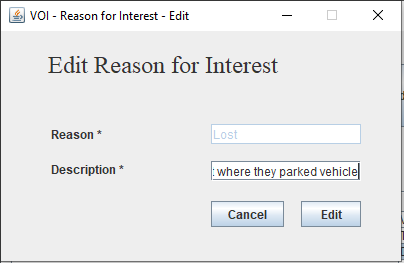 VOI - Reason for Interest - Edit
Edit Reason for Interest
Reason *
Lost
Description *
where they parked vehicle
Cancel
Edit